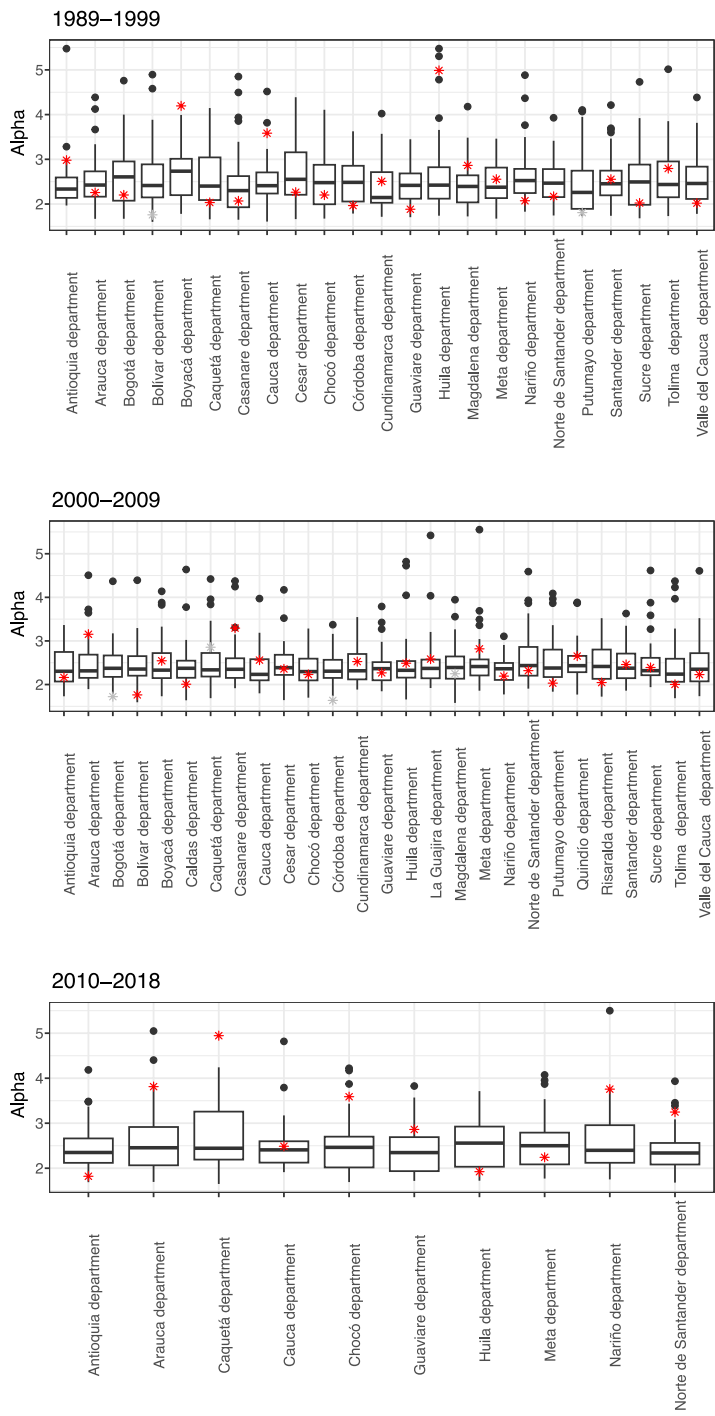 1989–1999
Alpha
5
4
3
2
Antioquia department
Arauca department
Bogotá department
Bolívar department
Boyacá department
Caquetá department
Casanare department
Cauca department
Cesar department
Chocó department
Córdoba department
Cundinamarca department
Guaviare department
Huila department
Magdalena department
Meta department
Nariño department
Norte de Santander department
Putumayo department
Santander department
Sucre department
Tolima  department
Valle del Cauca  department
2000–2009
Alpha
5
4
3
2
Antioquia department
Arauca department
Bogotá department
Bolívar department
Boyacá department
Caldas department
Caquetá department
Casanare department
Cauca department
Cesar department
Chocó department
Córdoba department
Cundinamarca department
Guaviare department
Huila department
La Guajira department
Magdalena department
Meta department
Nariño department
Norte de Santander department
Putumayo department
Quindío department
Risaralda department
Santander department
Sucre department
Tolima  department
Valle del Cauca  department
2010–2018
Alpha
5
4
3
2
Antioquia department
Arauca department
Caquetá department
Cauca department
Chocó department
Guaviare department
Huila department
Meta department
Nariño department
Norte de Santander department